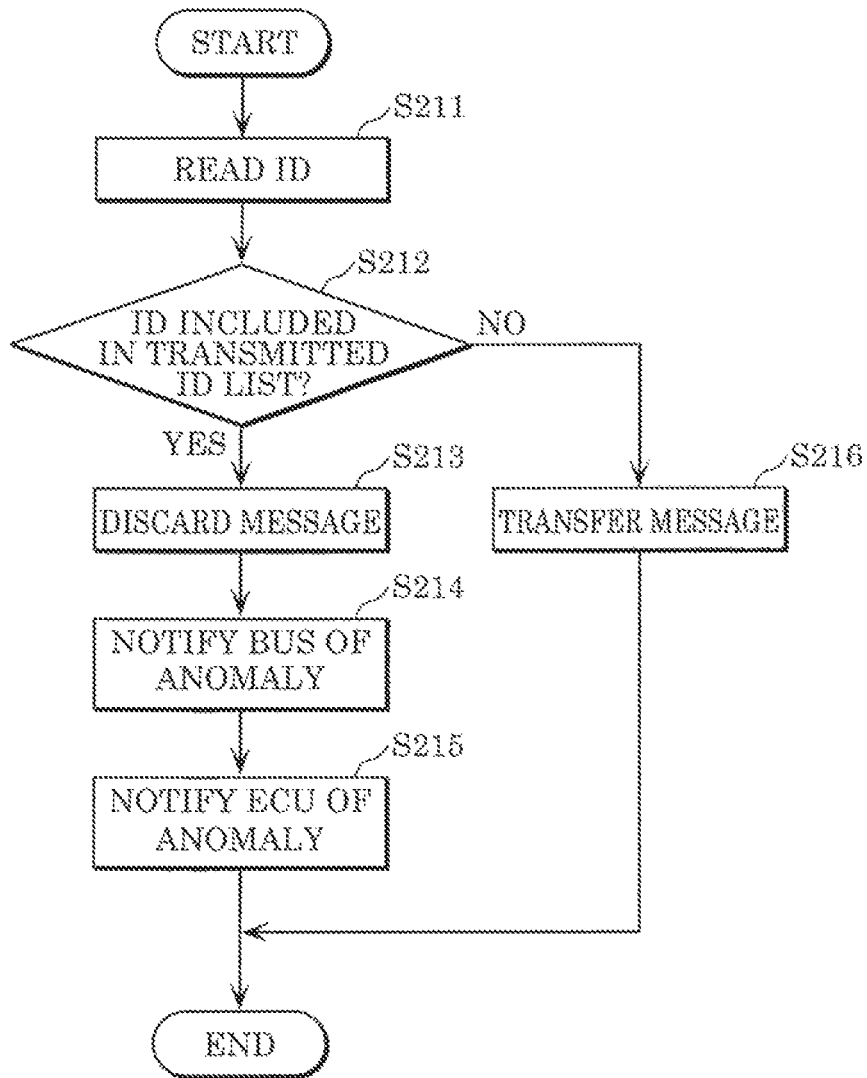 START
S211
READ ID
S212
ID INCLUDED
IN TRANSMITTED
ID LIST?
NO
YES
S213
DISCARD MESSAGE
S216
TRANSFER MESSAGE
S214
NOTIFY BUS OF
ANOMALY
S215
NOTIFY ECU OF
ANOMALY
END